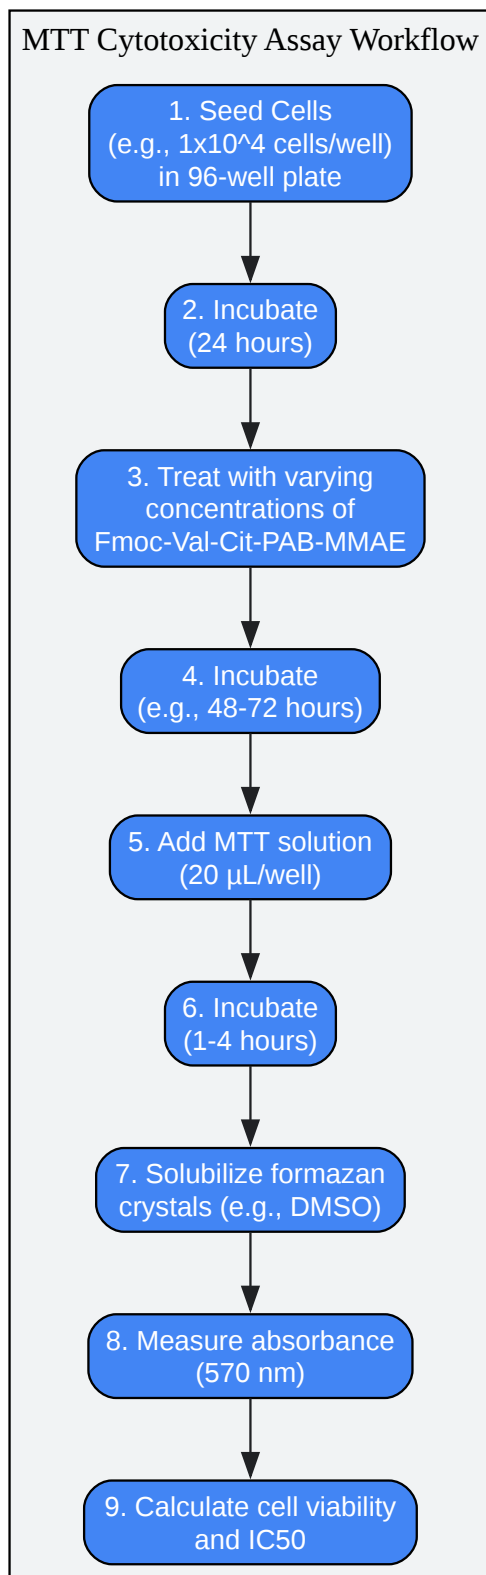 MTT Cytotoxicity Assay Workflow
1. Seed Cells
(e.g., 1x10^4 cells/well)
in 96-well plate
2. Incubate
(24 hours)
3. Treat with varying
concentrations of
Fmoc-Val-Cit-PAB-MMAE
4. Incubate
(e.g., 48-72 hours)
5. Add MTT solution
(20 µL/well)
6. Incubate
(1-4 hours)
7. Solubilize formazan
crystals (e.g., DMSO)
8. Measure absorbance
(570 nm)
9. Calculate cell viability
and IC50